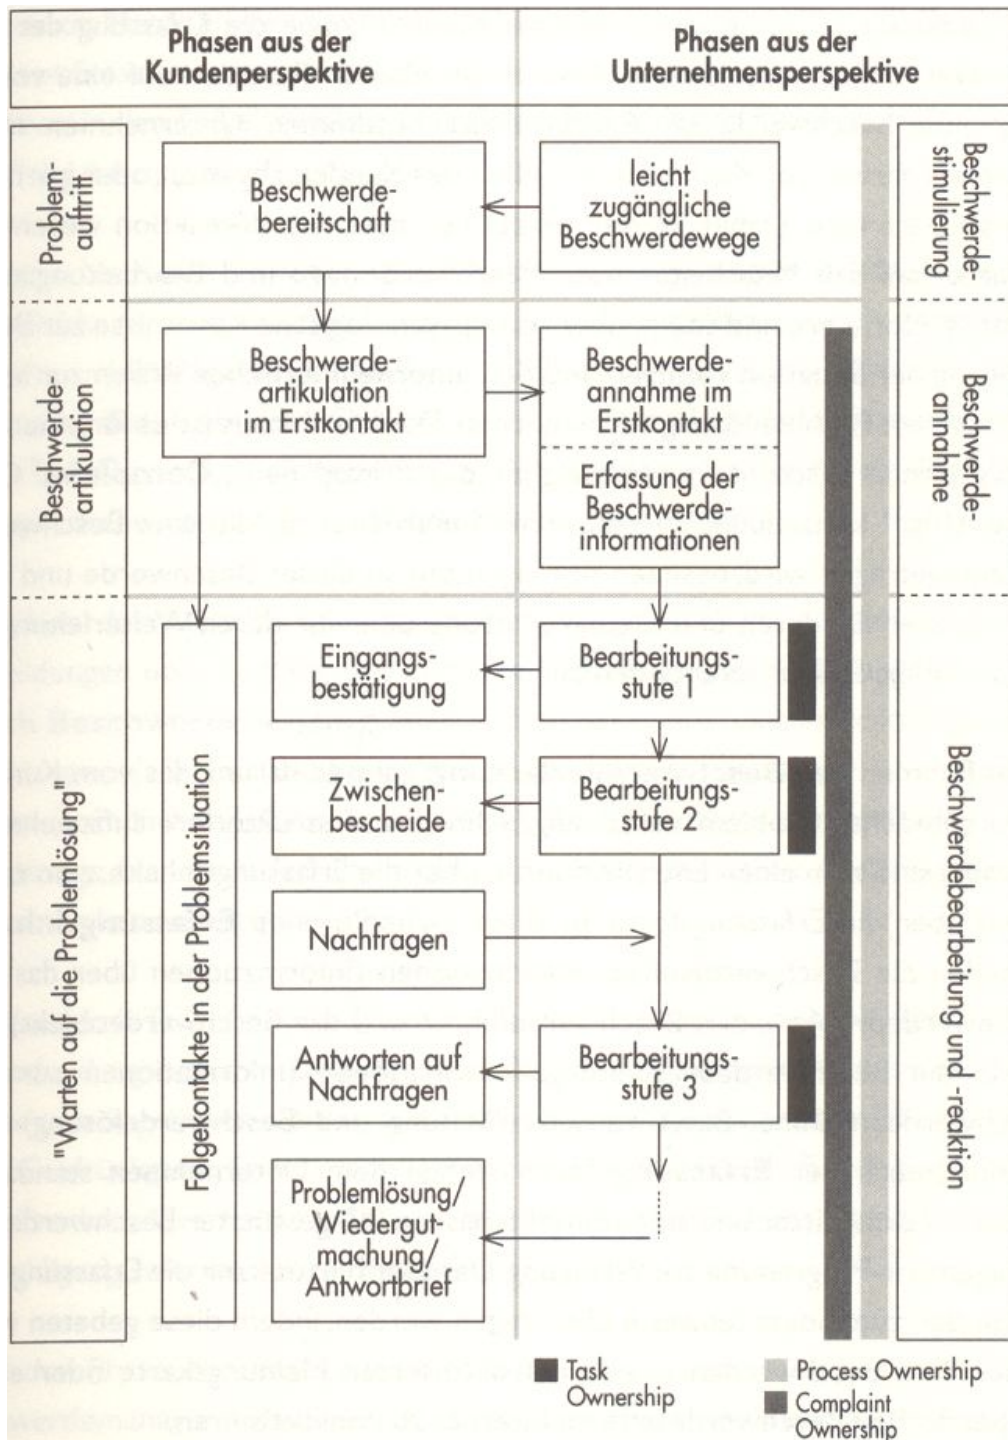 Phasen aus der
Kundenperspektive
Phasen aus der
Unternehmensperspektive
Problem-
auftritt
Beschwerde-
bereitschaft
leicht
zugängliche
Beschwerdewege
Beschwerde-
stimulierung
Beschwerde-
artikulation
Beschwerde-
artikulation
im Erstkontakt
Beschwerde-
annahme im
Erstkontakt
Erfassung der
Beschwerde-
informationen
Beschwerde-
annahme
"Warten auf die Problemlösung"
Folgekontakte in der Problemsituation
Eingangs-
bestätigung
Bearbeitungs-
stufe 1
Zwischen-
bescheide
Bearbeitungs-
stufe 2
Nachfragen
Antworten auf
Nachfragen
Bearbeitungs-
stufe 3
Problemlösung/
Wiedergut-
machung/
Antwortbrief
Beschwerdebearbeitung und -reaktion
Task
Ownership
Process Ownership
Complaint
Ownership